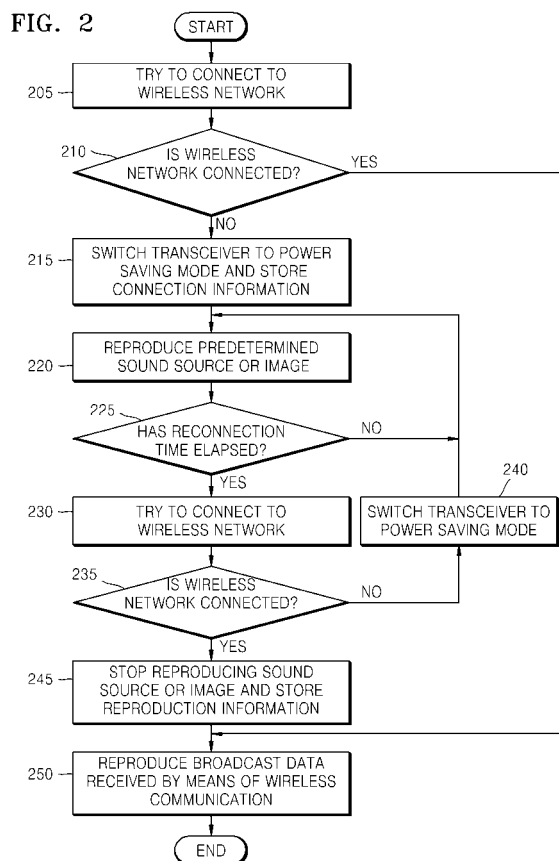 FIG. 2
START
205
TRY TO CONNECT TO
WIRELESS NETWORK
210
IS WIRELESS
NETWORK CONNECTED?
YES
NO
215
SWITCH TRANSCEIVER TO POWER
SAVING MODE AND STORE
CONNECTION INFORMATION
220
REPRODUCE PREDETERMINED
SOUND SOURCE OR IMAGE
225
HAS RECONNECTION
TIME ELAPSED?
NO
YES
230
TRY TO CONNECT TO
WIRELESS NETWORK
240
SWITCH TRANSCEIVER TO
POWER SAVING MODE
235
IS WIRELESS
NETWORK CONNECTED?
NO
YES
245
STOP REPRODUCING SOUND
SOURCE OR IMAGE AND STORE
REPRODUCTION INFORMATION
250
REPRODUCE BROADCAST DATA
RECEIVED BY MEANS OF WIRELESS
COMMUNICATION
END